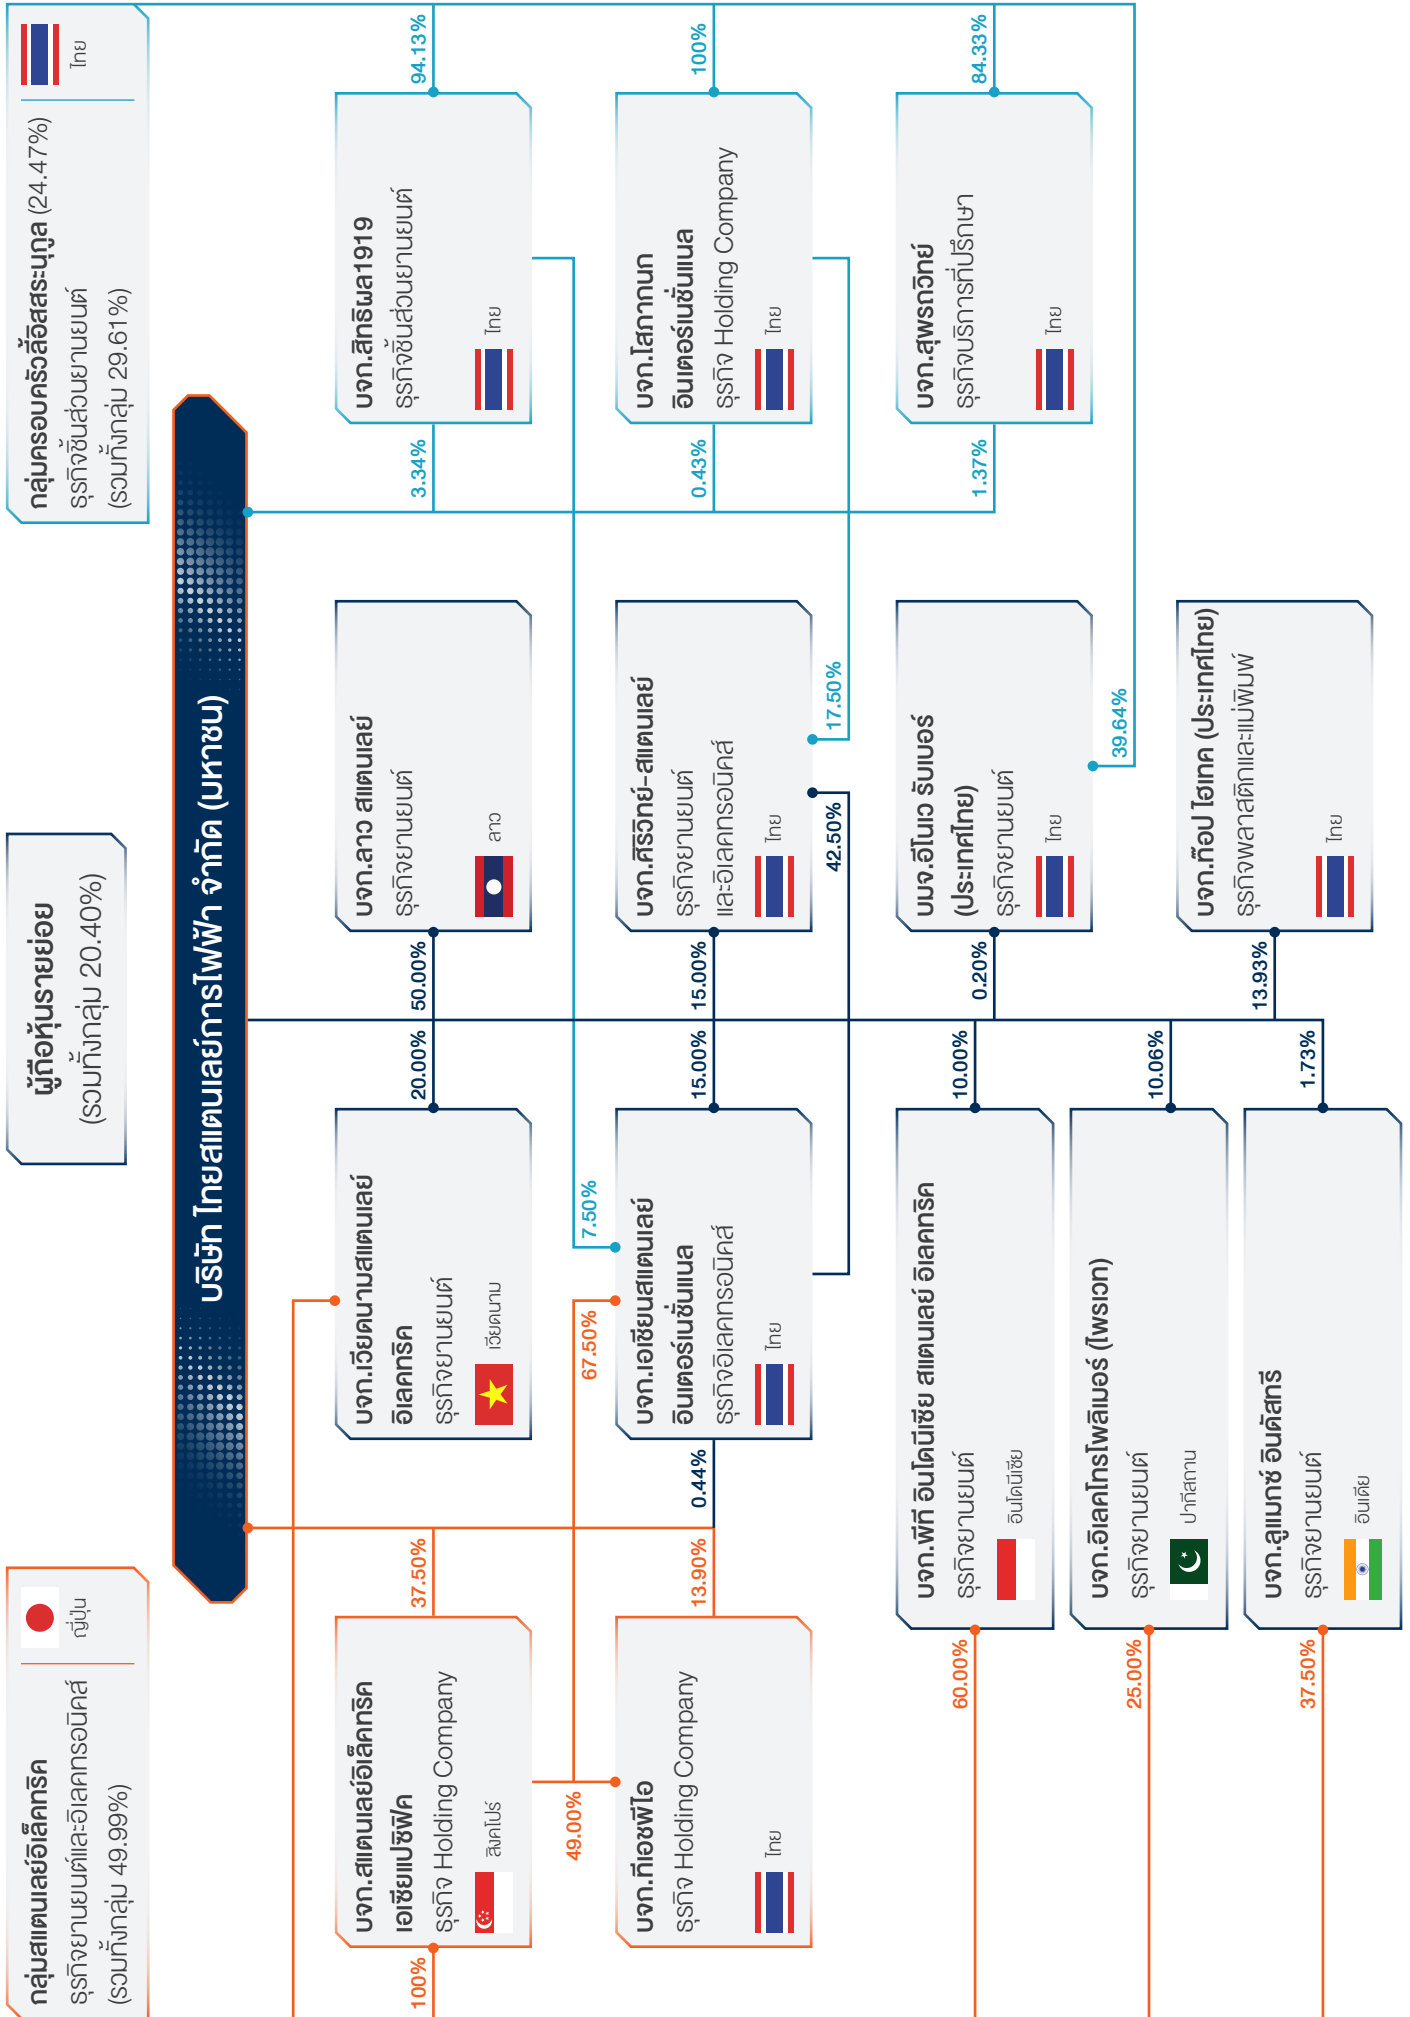 กลุ่มสแตนเลย์อิเล็คทริค
ธุรกิจยานยนต์และอิเลคทรอนิคส์
(รวมทั้งกลุ่ม 49.99%)
ญี่ปุ่น
ผู้ถือหุ้นรายย่อย
(รวมทั้งกลุ่ม 20.40%)
กลุ่มครอบครัวลี้อิสสระนุกูล (24.47%)
ธุรกิจชิ้นส่วนยานยนต์
(รวมทั้งกลุ่ม 29.61%)
ไทย
บริษัท ไทยสแตนเลย์การไฟฟ้า จำกัด (มหาชน)
100%
บจก.สแตนเลย์อิเล็คทริค
เอเซียแปซิฟิค
ธุรกิจ Holding Company
สิงคโปร์
37.50%
บจก.เวียดนามสแตนเลย์
อิเลคทริค
ธุรกิจยานยนต์
เวียดนาม
20.00%
50.00%
บจก.ลาว สแตนเลย์
ธุรกิจยานยนต์
ลาว
3.34%
บจก.สิทธิผล1919
ธุรกิจชิ้นส่วนยานยนต์
ไทย
94.13%
49.00%
67.50%
7.50%
บจก.ทีเอชพีไอ
ธุรกิจ Holding Company
ไทย
13.90%
0.44%
บจก.เอเชียนสแตนเลย์
อินเตอร์เนชั่นแนล
ธุรกิจอิเลคทรอนิคส์
ไทย
15.00%
15.00%
บจก.ศิริวิทย์-สแตนเลย์
ธุรกิจยานยนต์
และอิเลคทรอนิคส์
ไทย
0.43%
บจก.โสภากนก
อินเตอร์เนชั่นแนล
ธุรกิจ Holding Company
ไทย
100%
42.50%
17.50%
60.00%
บจก.พีที อินโดนีเซีย สแตนเลย์ อิเลคทริค
ธุรกิจยานยนต์
อินโดนีเซีย
10.00%
0.20%
บมจ.อีโนเว รับเบอร์
(ประเทศไทย)
ธุรกิจยานยนต์
ไทย
1.37%
บจก.สุพรถวิทย์
ธุรกิจบริการที่ปรึกษา
ไทย
84.33%
39.64%
25.00%
บจก.อิเลคโทรโพลิเมอร์ (ไพรเวท)
ธุรกิจยานยนต์
ปากีสถาน
10.06%
13.93%
บจก.ท๊อป ไฮเทค (ประเทศไทย)
ธุรกิจพลาสติกและแม่พิมพ์
ไทย
37.50%
บจก.ลูแมกซ์ อินดัสทรี
ธุรกิจยานยนต์
อินเดีย
1.73%